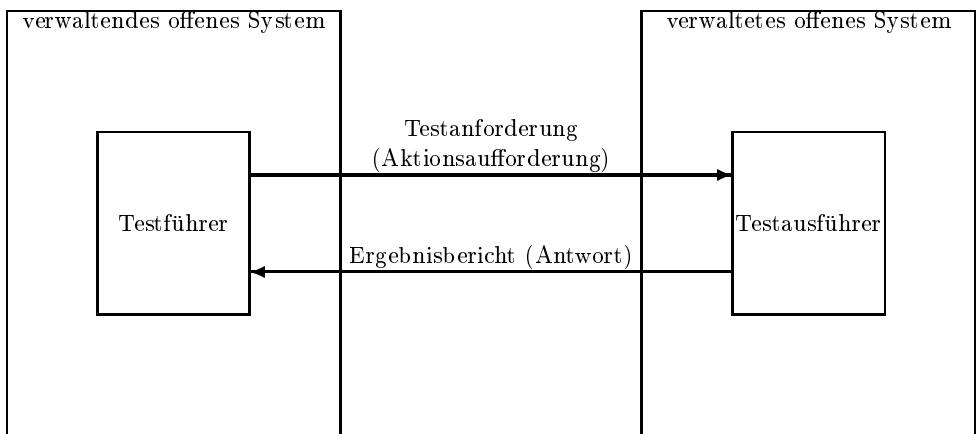 verwaltendes offenes System
verwaltetes offenes System
Testanforderung
(Aktionsaufforderung)
Testführer
Testausführer
Ergebnisbericht (Antwort)